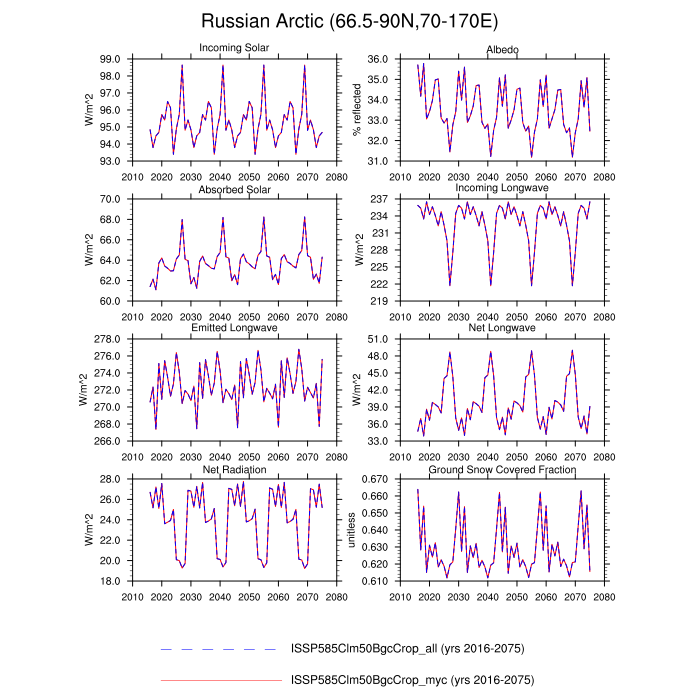 Russian Arctic (66.5-90N,70-170E)
Incoming Solar
Albedo
99.0
98.0
97.0
96.0
95.0
94.0
93.0
W/m^2
2010 2020 2030 2040 2050 2060 2070 2080
36.0
35.0
34.0
33.0
32.0
31.0
% reflected
2010 2020 2030 2040 2050 2060 2070 2080
Absorbed Solar
Incoming Longwave
70.0
68.0
66.0
64.0
62.0
60.0
W/m^2
2010 2020 2030 2040 2050 2060 2070 2080
237
234
231
228
225
222
219
W/m^2
2010 2020 2030 2040 2050 2060 2070 2080
Emitted Longwave
Net Longwave
278.0
276.0
274.0
272.0
270.0
268.0
266.0
W/m^2
2010 2020 2030 2040 2050 2060 2070 2080
51.0
48.0
45.0
42.0
39.0
36.0
33.0
W/m^2
2010 2020 2030 2040 2050 2060 2070 2080
Net Radiation
Ground Snow Covered Fraction
28.0
26.0
24.0
22.0
20.0
18.0
W/m^2
2010 2020 2030 2040 2050 2060 2070 2080
0.670
0.660
0.650
0.640
0.630
0.620
0.610
unitless
2010 2020 2030 2040 2050 2060 2070 2080
ISSP585Clm50BgcCrop_all (yrs 2016-2075)
ISSP585Clm50BgcCrop_myc (yrs 2016-2075)